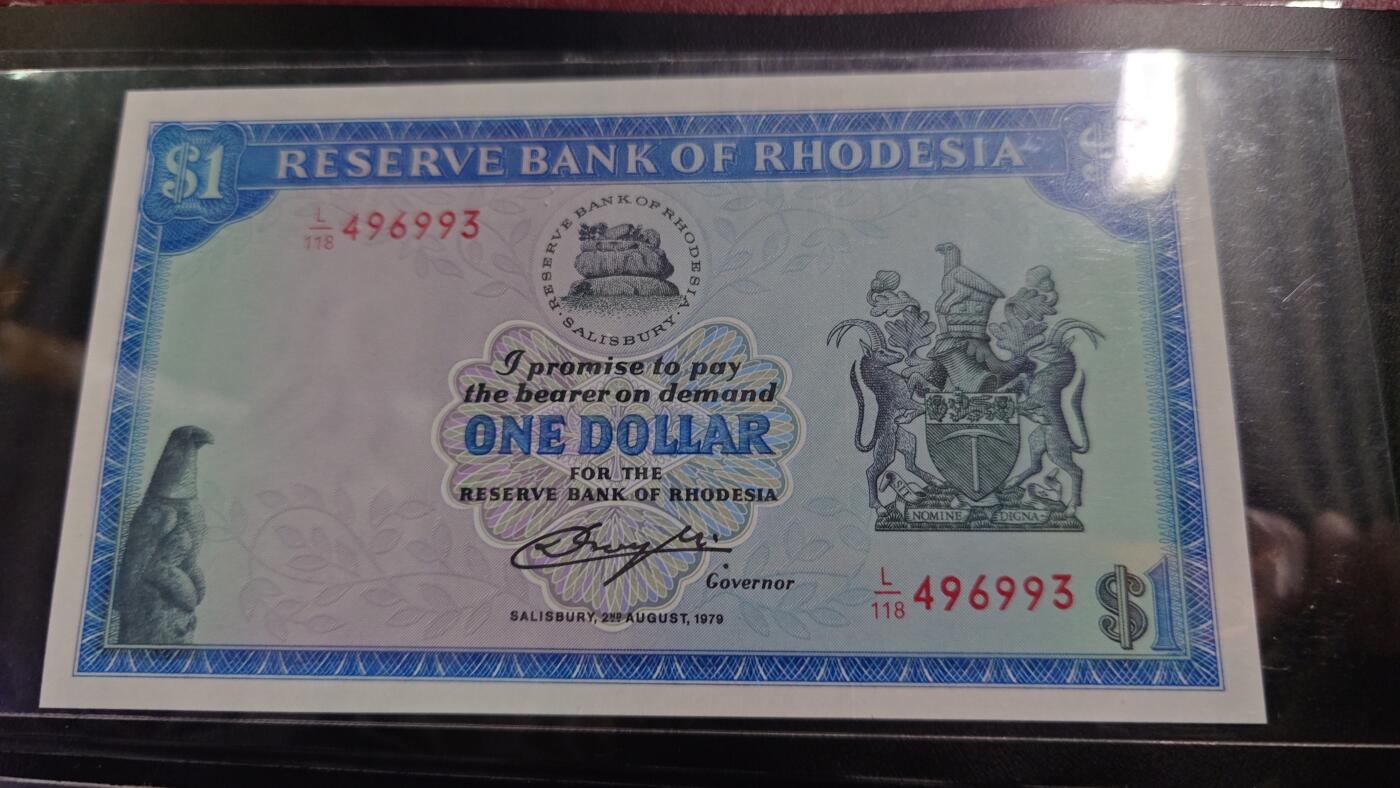 $1 RESERVE BANK OF RHODESIA
L/118 496993
RESERVE BANK OF RHODESIA
·SALISBURY·
I promise to pay
the bearer on demand
ONE DOLLAR
FOR THE
RESERVE BANK OF RHODESIA
Governor
SALISBURY, 2ND AUGUST, 1979
SIT NOMINE DIGNA
L/118 496993
$1